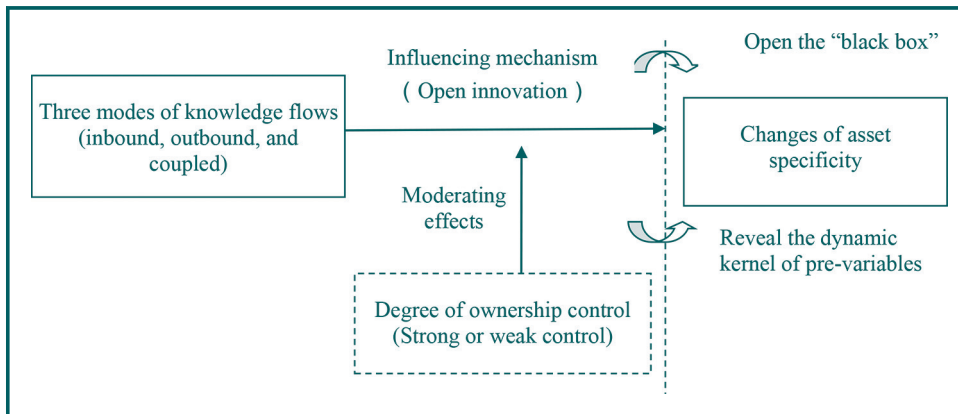 Open the “black box”
Influencing mechanism
( Open innovation )
Three modes of knowledge flows
(inbound, outbound, and
coupled)
Changes of asset
specificity
Moderating
effects
Reveal the dynamic
kernel of pre-variables
Degree of ownership control
(Strong or weak control)